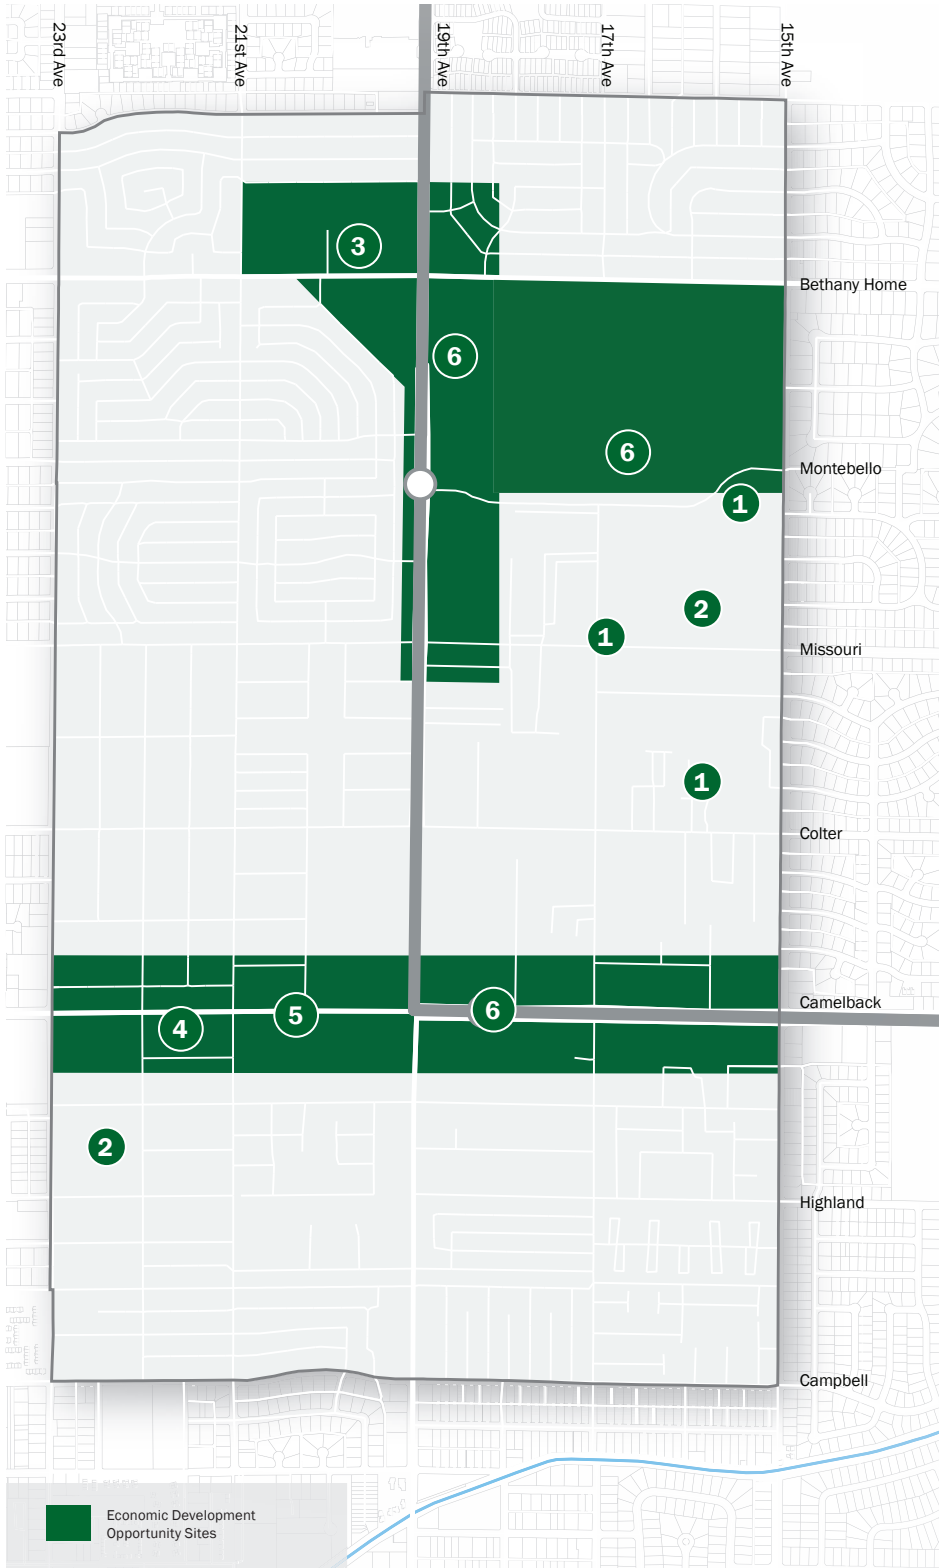 23rd Ave
21st Ave
19th Ave
17th Ave
15th Ave
3
Bethany Home
6
6
Montebello
1
2
1
Missouri
1
Colter
Camelback
6
5
4
2
Highland
Campbell
Economic Development
Opportunity Sites